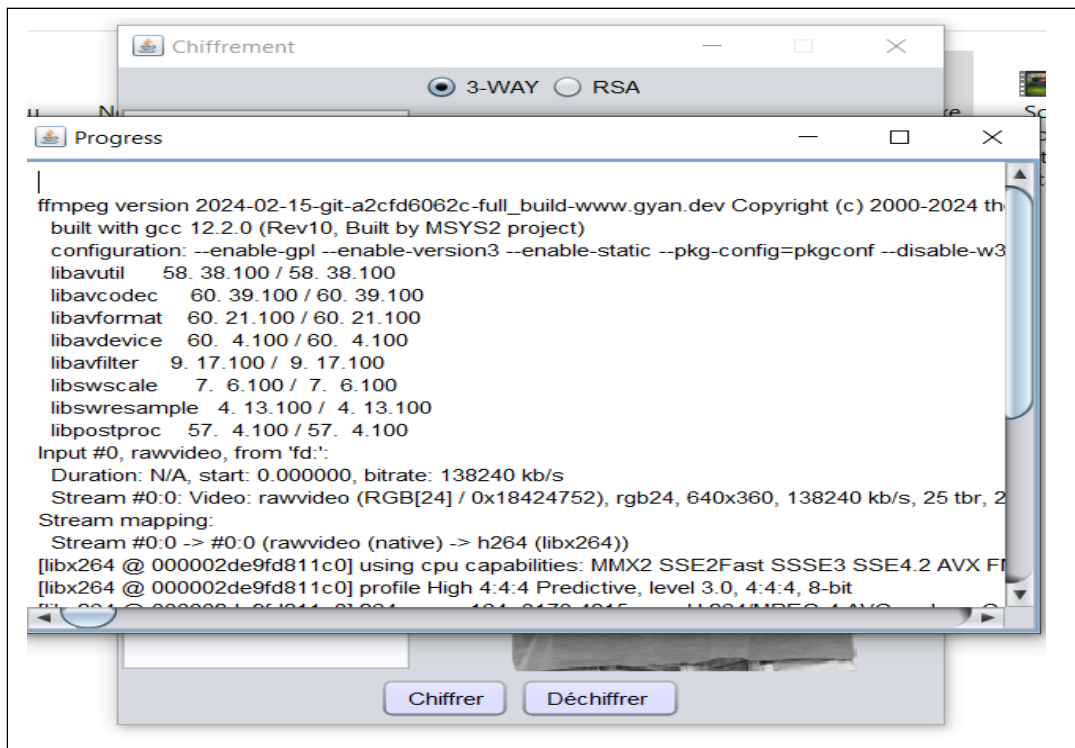 Chiffrement
3-WAY RSA
Progress
ffmpeg version 2024-02-15-git-a2cfd6062c-full_build-www.gyan.dev Copyright (c) 2000-2024 the
built with gcc 12.2.0 (Rev10, Built by MSYS2 project)
configuration: --enable-gpl --enable-version3 --enable-static --pkg-config=pkgconf --disable-w3
libavutil 58. 38.100 / 58. 38.100
libavcodec 60. 39.100 / 60. 39.100
libavformat 60. 21.100 / 60. 21.100
libavdevice 60. 4.100 / 60. 4.100
libavfilter 9. 17.100 / 9. 17.100
libswscale 7. 6.100 / 7. 6.100
libswresample 4. 13.100 / 4. 13.100
libpostproc 57. 4.100 / 57. 4.100
Input #0, rawvideo, from 'fd:':
Duration: N/A, start: 0.000000, bitrate: 138240 kb/s
Stream #0:0: Video: rawvideo (RGB[24] / 0x18424752), rgb24, 640x360, 138240 kb/s, 25 tbr, 2
Stream mapping:
Stream #0:0 -> #0:0 (rawvideo (native) -> h264 (libx264))
[libx264 @ 000002de9fd811c0] using cpu capabilities: MMX2 SSE2Fast SSSE3 SSE4.2 AVX
[libx264 @ 000002de9fd811c0] profile High 4:4:4 Predictive, level 3.0, 4:4:4, 8-bit
Chiffrer Déchiffrer